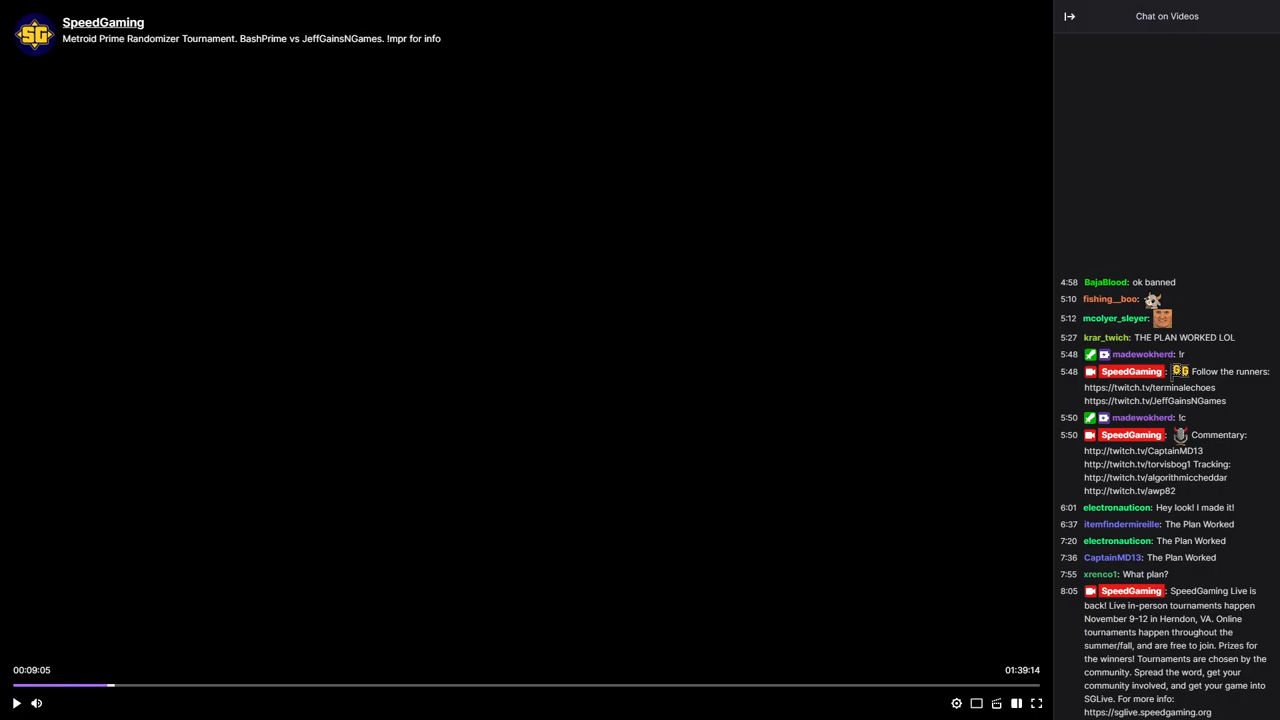 SG
SpeedGaming
Metroid Prime Randomizer Tournament. BashPrime vs JeffGainsNGames. !mpr for info
Chat on Videos
4:58 BajaBlood: ok banned
5:10 fishing__boo:
5:12 mcolyer_sleyer:
5:27 krar_twich: THE PLAN WORKED LOL
5:48 madewokherd: !r
5:48 SpeedGaming: Follow the runners:
https://twitch.tv/terminalechoes
https://twitch.tv/JeffGainsNGames
5:50 madewokherd: !c
5:50 SpeedGaming: Commentary:
http://twitch.tv/CaptainMD13
http://twitch.tv/torvisbog1 Tracking:
http://twitch.tv/algorithmiccheddar
http://twitch.tv/awp82
6:01 electronauticon: Hey look! I made it!
6:37 itemfindermireille: The Plan Worked
7:20 electronauticon: The Plan Worked
7:36 CaptainMD13: The Plan Worked
7:55 xrenco1: What plan?
8:05 SpeedGaming: SpeedGaming Live is
back! Live in-person tournaments happen
November 9-12 in Herndon, VA. Online
tournaments happen throughout the
summer/fall, and are free to join. Prizes for
the winners! Tournaments are chosen by the
community. Spread the word, get your
community involved, and get your game into
SGLive. For more info:
https://sglive.speedgaming.org
00:09:05
01:39:14